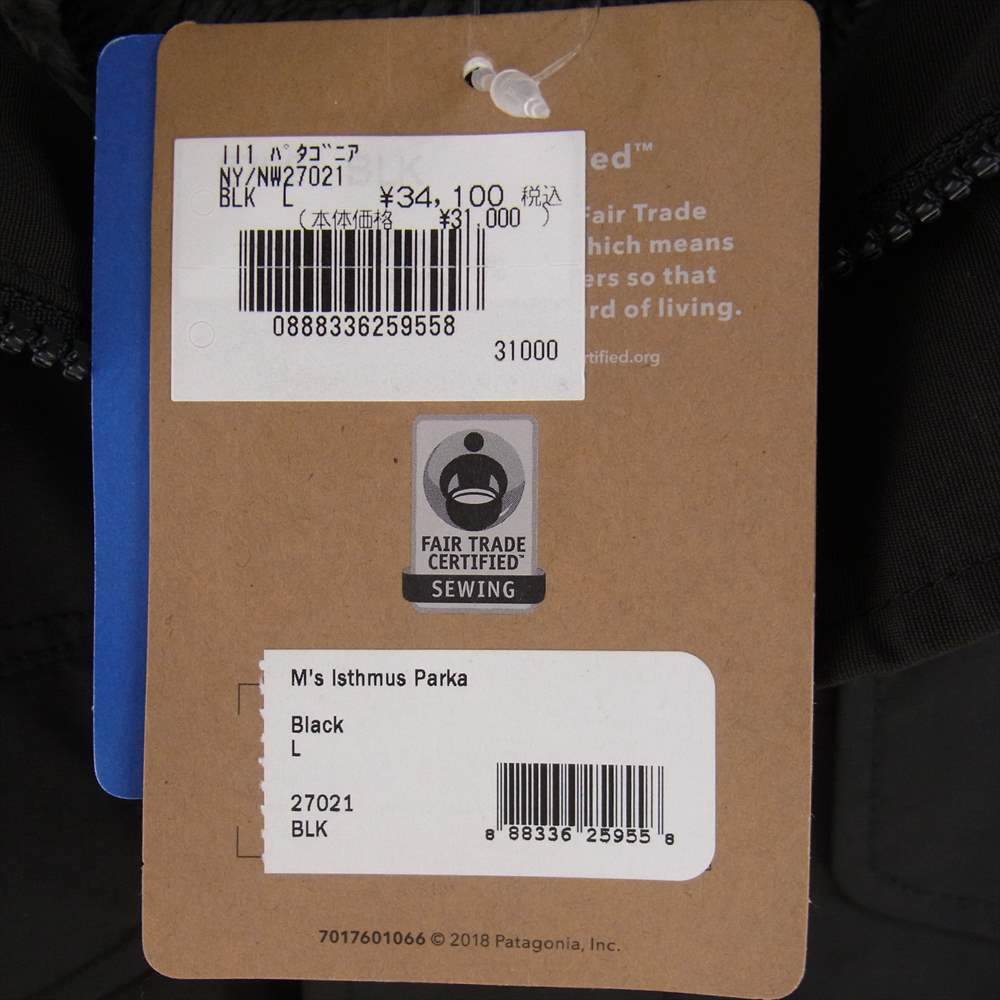 111 パタゴニア
NY/NW27021
BLK L ¥34,100 税込
(本体価格 ¥31,000 )
0888336259558
31000
BLK
ed™
Fair Trade
hich means
ers so that
rd of living.
rtified.org
FAIR TRADE
CERTIFIED™
SEWING
M's Isthmus Parka
Black
L
27021
BLK
8 88336 25955 8
7017601066 © 2018 Patagonia, Inc.